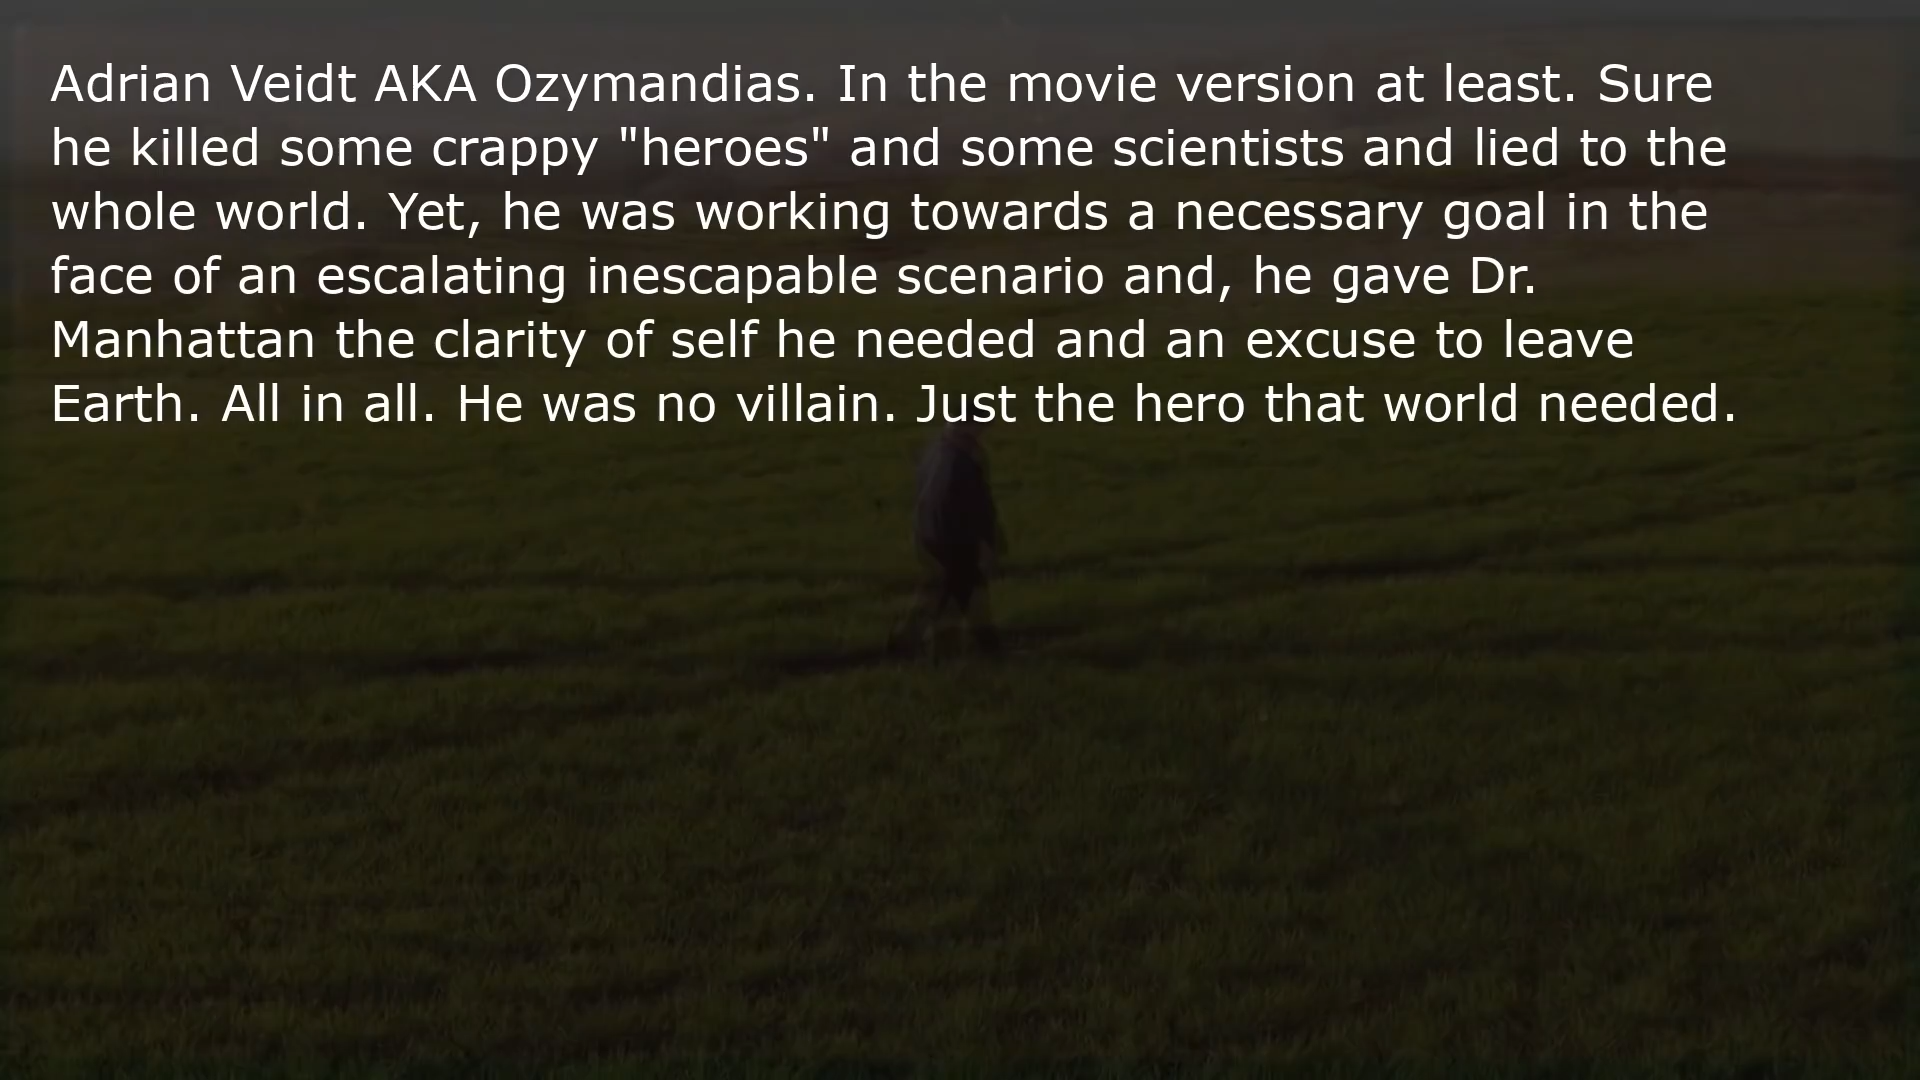 Adrian Veidt AKA Ozymandias. In the movie version at least. Sure
he killed some crappy "heroes" and some scientists and lied to the
whole world. Yet, he was working towards a necessary goal in the
face of an escalating inescapable scenario and, he gave Dr.
Manhattan the clarity of self he needed and an excuse to leave
Earth. All in all. He was no villain. Just the hero that world needed.